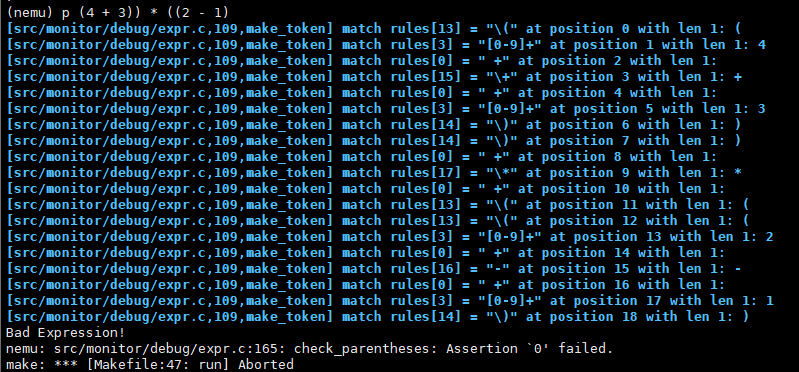 (nemu) p (4 + 3)) * ((2 - 1)
[src/monitor/debug/expr.c,109,make_token] match rules[13] = "\(" at position 0 with len 1: (
[src/monitor/debug/expr.c,109,make_token] match rules[3] = "[0-9]+" at position 1 with len 1: 4
[src/monitor/debug/expr.c,109,make_token] match rules[0] = " +" at position 2 with len 1:
[src/monitor/debug/expr.c,109,make_token] match rules[15] = "\+" at position 3 with len 1: +
[src/monitor/debug/expr.c,109,make_token] match rules[0] = " +" at position 4 with len 1:
[src/monitor/debug/expr.c,109,make_token] match rules[3] = "[0-9]+" at position 5 with len 1: 3
[src/monitor/debug/expr.c,109,make_token] match rules[14] = "\)" at position 6 with len 1: )
[src/monitor/debug/expr.c,109,make_token] match rules[14] = "\)" at position 7 with len 1: )
[src/monitor/debug/expr.c,109,make_token] match rules[0] = " +" at position 8 with len 1:
[src/monitor/debug/expr.c,109,make_token] match rules[17] = "\*" at position 9 with len 1: *
[src/monitor/debug/expr.c,109,make_token] match rules[0] = " +" at position 10 with len 1:
[src/monitor/debug/expr.c,109,make_token] match rules[13] = "\(" at position 11 with len 1: (
[src/monitor/debug/expr.c,109,make_token] match rules[13] = "\(" at position 12 with len 1: (
[src/monitor/debug/expr.c,109,make_token] match rules[3] = "[0-9]+" at position 13 with len 1: 2
[src/monitor/debug/expr.c,109,make_token] match rules[0] = " +" at position 14 with len 1:
[src/monitor/debug/expr.c,109,make_token] match rules[16] = "-" at position 15 with len 1: -
[src/monitor/debug/expr.c,109,make_token] match rules[0] = " +" at position 16 with len 1:
[src/monitor/debug/expr.c,109,make_token] match rules[3] = "[0-9]+" at position 17 with len 1: 1
[src/monitor/debug/expr.c,109,make_token] match rules[14] = "\)" at position 18 with len 1: )
Bad Expression!
nemu: src/monitor/debug/expr.c:165: check_parentheses: Assertion `0' failed.
make: *** [Makefile:47: run] Aborted